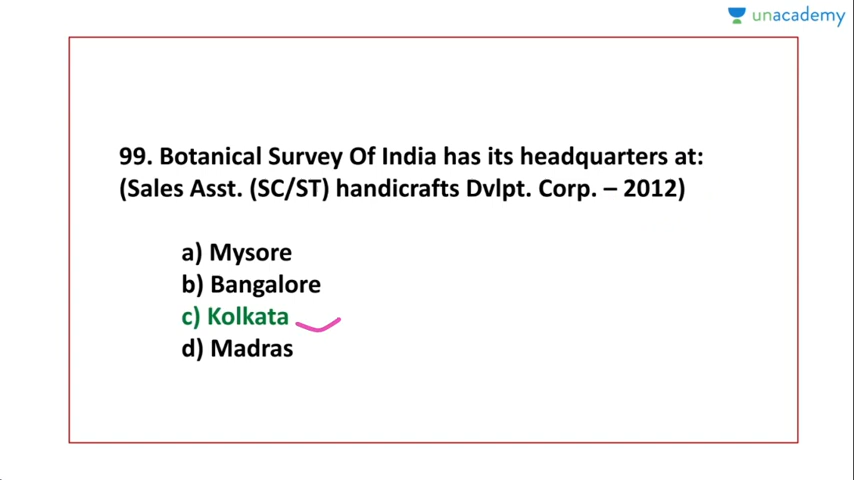 unacademy
99. Botanical Survey Of India has its headquarters at:
(Sales Asst. (SC/ST) handicrafts Dvlpt. Corp. – 2012)
a) Mysore
b) Bangalore
c) Kolkata
d) Madras